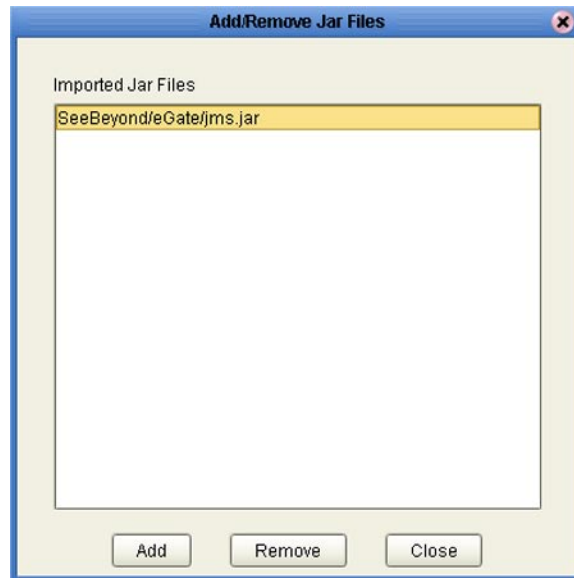 Add/Remove Jar Files
Imported Jar Files
SeeBeyond/eGate/jms.jar
Add Remove Close